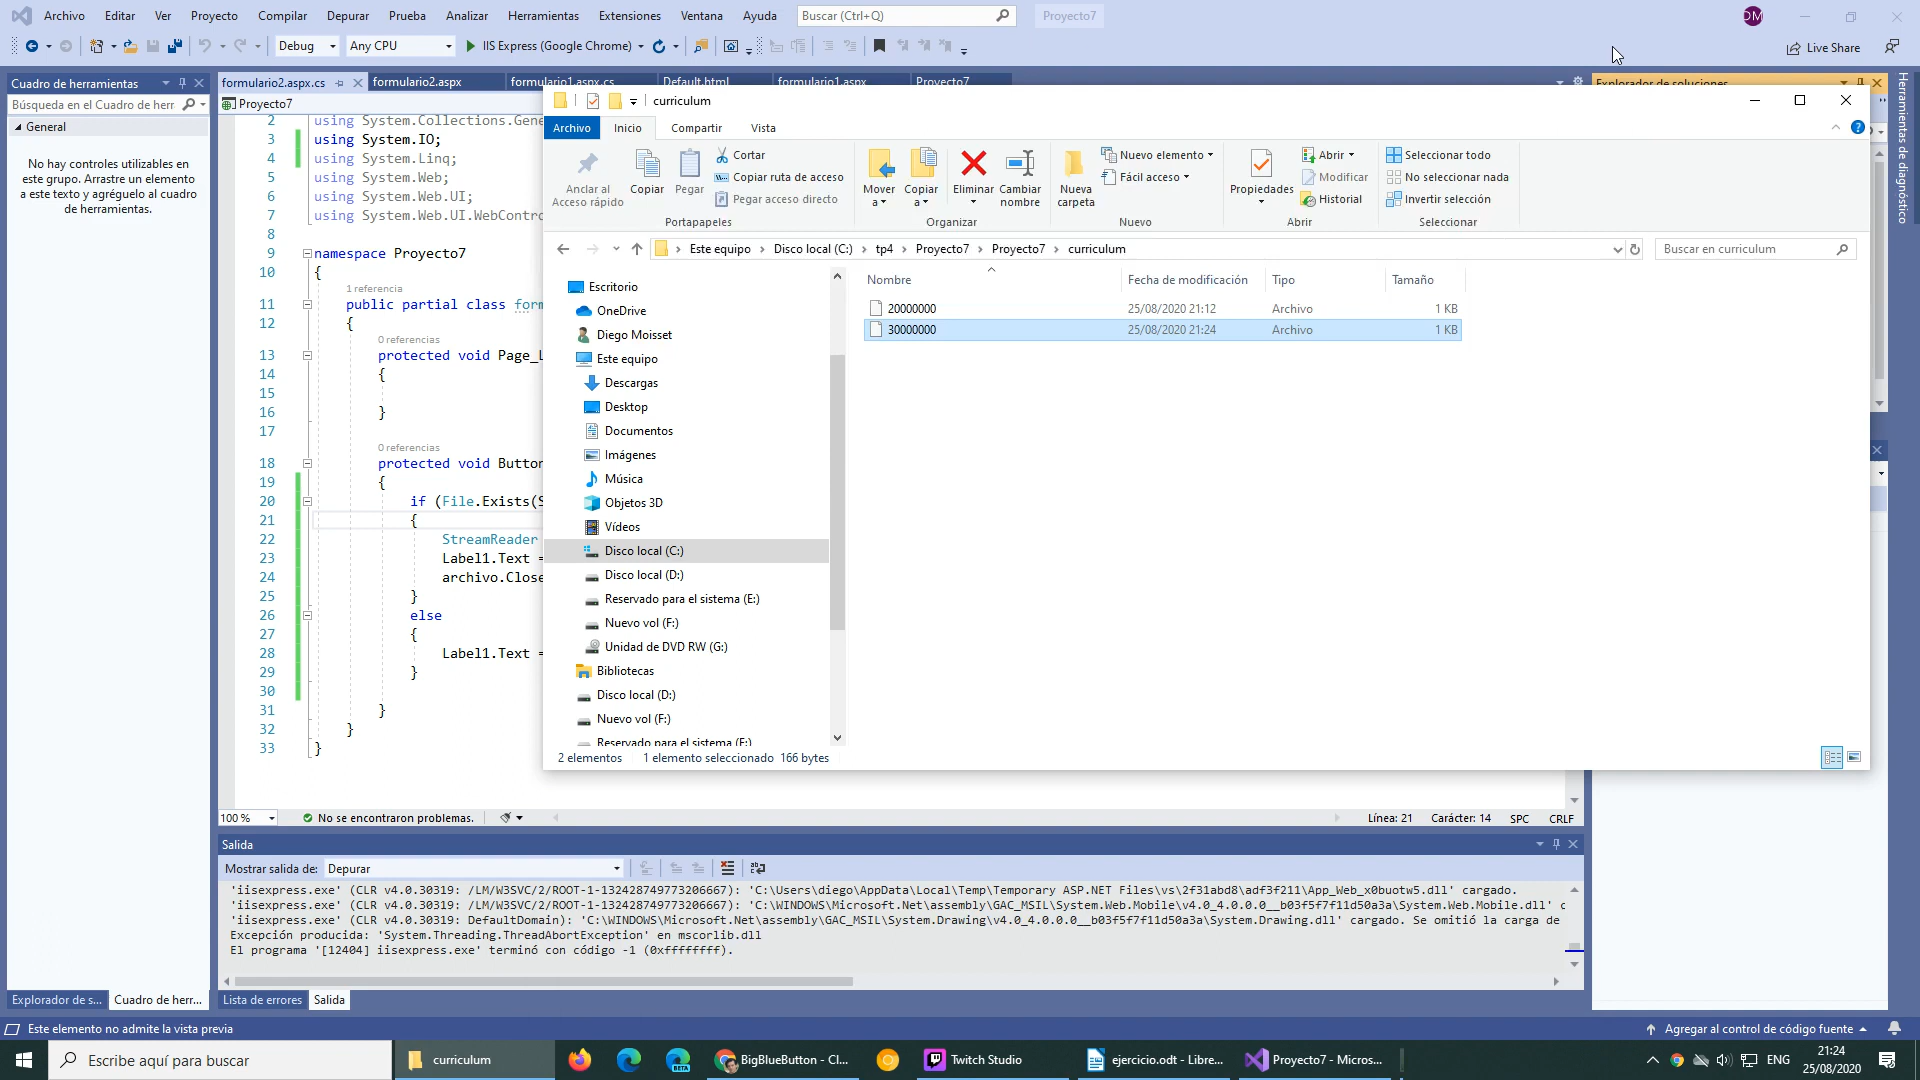 Archivo Editar Ver Proyecto Compilar Depurar Prueba Analizar Herramientas Extensiones Ventana Ayuda Buscar (Ctrl+Q) Proyecto7 DM
Debug Any CPU IIS Express (Google Chrome) Live Share
Cuadro de herramientas
Búsqueda en el Cuadro de herr
General
No hay controles utilizables en
este grupo. Arrastre un elemento
a este texto y agréguelo al cuadro
de herramientas.
formulario2.aspx.cs formulario2.aspx formulario1.aspx.cs Default.html formulario1.aspx Proyecto7
Proyecto7
2 using System.Collections.Gene
3 using System.IO;
4 using System.Linq;
5 using System.Web;
6 using System.Web.UI;
7 using System.Web.UI.WebContro
8
9 namespace Proyecto7
10 {
1 referencia
11 public partial class form
12 {
0 referencias
13 protected void Page_L
14 {
15
16 }
17
0 referencias
18 protected void Button
19 {
20 if (File.Exists(S
21 {
22 StreamReader
23 Label1.Text =
24 archivo.Close
25 }
26 else
27 {
28 Label1.Text =
29 }
30
31 }
32 }
33 }
curriculum
Archivo Inicio Compartir Vista
Anclar al
Acceso rápido
Copiar
Pegar
Cortar
Copiar ruta de acceso
Pegar acceso directo
Portapapeles
Mover
a
Copiar
a
Eliminar
Cambiar
nombre
Organizar
Nueva
carpeta
Nuevo elemento
Fácil acceso
Nuevo
Propiedades
Abrir
Modificar
Historial
Abrir
Seleccionar todo
No seleccionar nada
Invertir selección
Seleccionar
Este equipo Disco local (C:) tp4 Proyecto7 Proyecto7 curriculum
Buscar en curriculum
Escritorio
OneDrive
Diego Moisset
Este equipo
Descargas
Desktop
Documentos
Imágenes
Música
Objetos 3D
Vídeos
Disco local (C:)
Disco local (D:)
Reservado para el sistema (E:)
Nuevo vol (F:)
Unidad de DVD RW (G:)
Bibliotecas
Disco local (D:)
Nuevo vol (F:)
Reservado para el sistema (E:)
Nombre Fecha de modificación Tipo Tamaño
20000000 25/08/2020 21:12 Archivo 1 KB
30000000 25/08/2020 21:24 Archivo 1 KB
2 elementos 1 elemento seleccionado 166 bytes
Explorador de soluciones
Herramientas de diagnóstico
100 % No se encontraron problemas. Línea: 21 Carácter: 14 SPC CRLF
Salida
Mostrar salida de: Depurar
'iisexpress.exe' (CLR v4.0.30319: /LM/W3SVC/2/ROOT-1-132428749773206667): 'C:\Users\diego\AppData\Local\Temp\Temporary ASP.NET Files\vs\2f31abd8\adf3f211\App_Web_x0buotw5.dll' cargado.
'iisexpress.exe' (CLR v4.0.30319: /LM/W3SVC/2/ROOT-1-132428749773206667): 'C:\WINDOWS\Microsoft.Net\assembly\GAC_MSIL\System.Web.Mobile\v4.0_4.0.0.0__b03f5f7f11d50a3a\System.Web.Mobile.dll' c
'iisexpress.exe' (CLR v4.0.30319: DefaultDomain): 'C:\WINDOWS\Microsoft.Net\assembly\GAC_MSIL\System.Drawing\v4.0_4.0.0.0__b03f5f7f11d50a3a\System.Drawing.dll' cargado. Se omitió la carga de
Excepción producida: 'System.Threading.ThreadAbortException' en mscorlib.dll
El programa '[12404] iisexpress.exe' terminó con código -1 (0xffffffff).
Explorador de s... Cuadro de herr... Lista de errores Salida
Este elemento no admite la vista previa Agregar al control de código fuente
Escribe aquí para buscar curriculum BETA BigBlueButton - Cl... Twitch Studio ejercicio.odt - Libre... Proyecto7 - Micros... ENG 21:24
25/08/2020